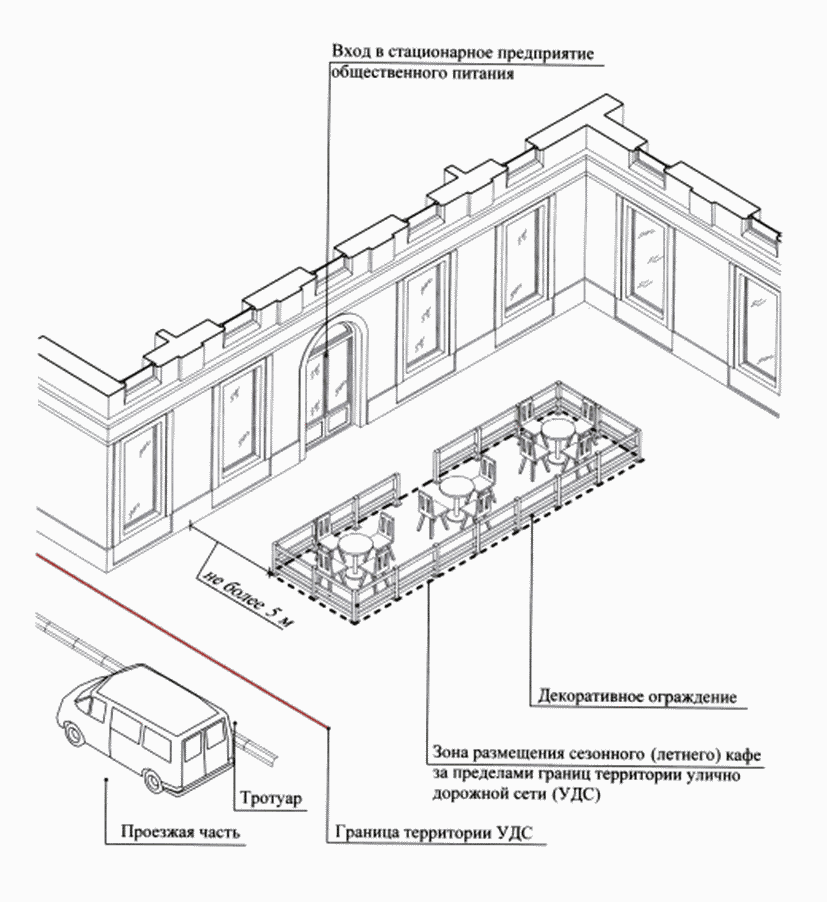 Вход в стационарное предприятие
общественного питания
не более 5 м
Декоративное ограждение
Зона размещения сезонного (летнего) кафе
за пределами границ территории улично
дорожной сети (УДС)
Тротуар
Проезжая часть
Граница территории УДС